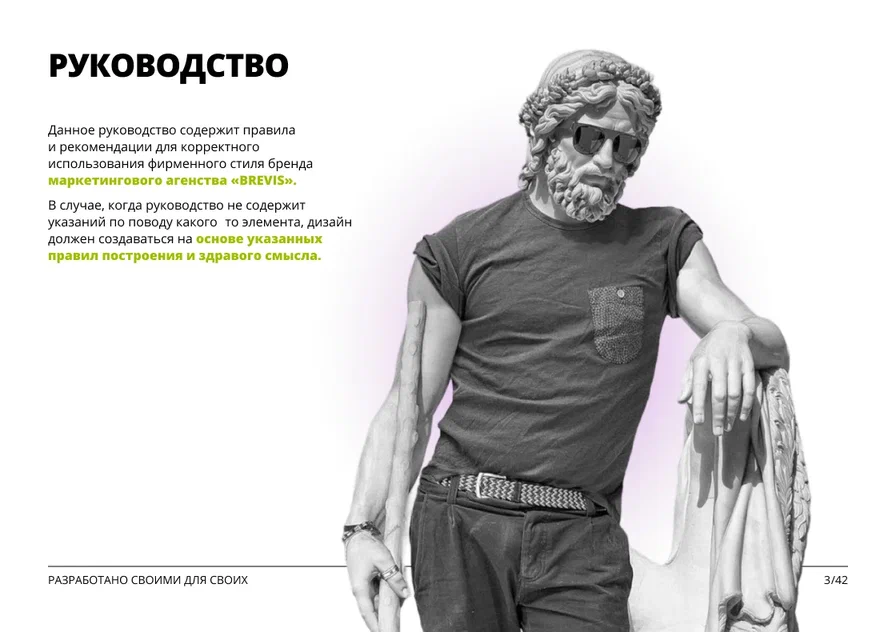 РУКОВОДСТВО
Данное руководство содержит правила
и рекомендации для корректного
использования фирменного стиля бренда
маркетингового агенства «BREVIS».
В случае, когда руководство не содержит
указаний по поводу какого  то элемента, дизайн
должен создаваться на основе указанных
правил построения и здравого смысла.
РАЗРАБОТАНО СВОИМИ ДЛЯ СВОИХ
3/42